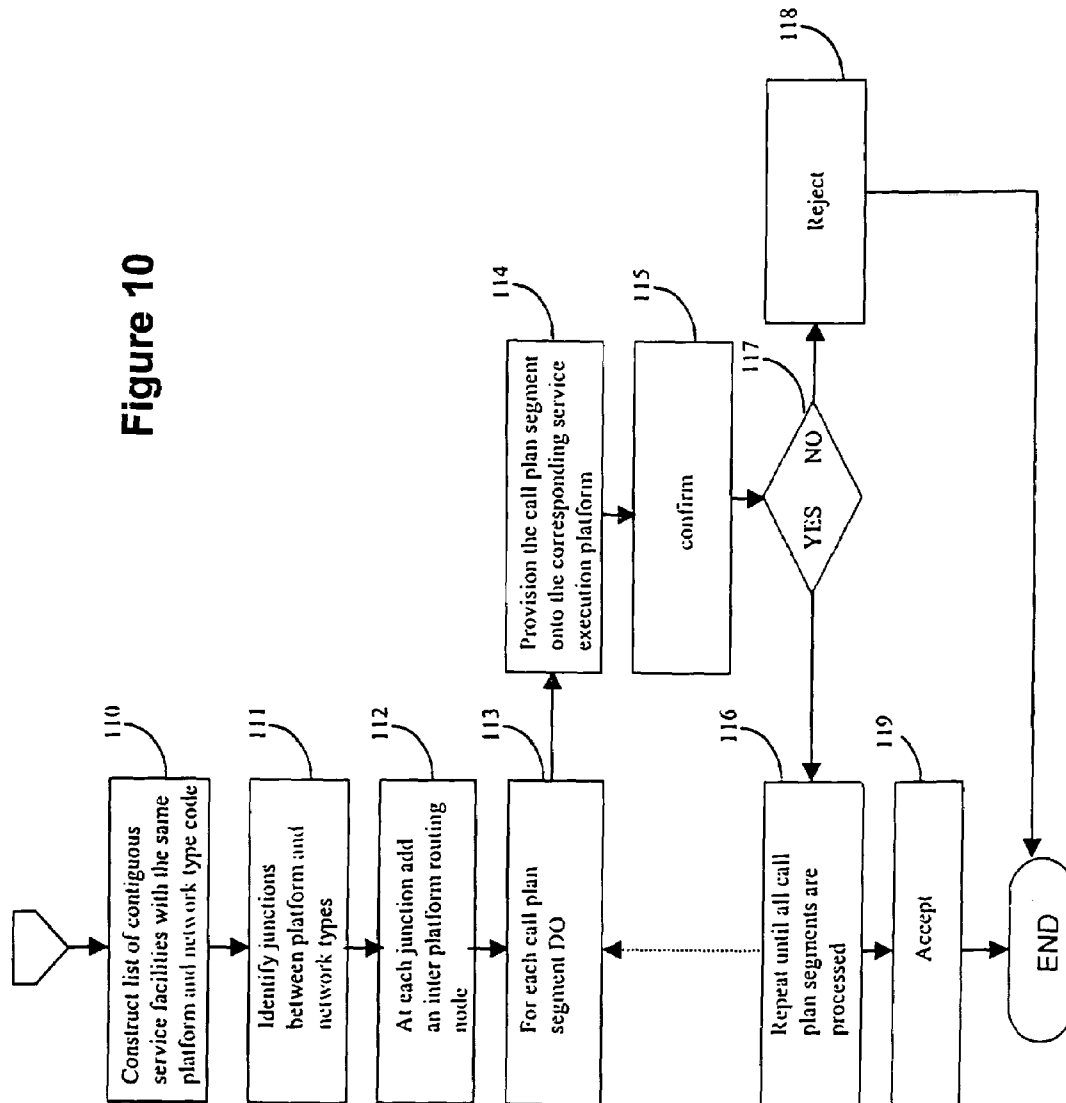 Figure 10
110
Construct list of contiguous
service facilities with the same
platform and network type code
111
Identify junctions
between platform and
network types
112
At each junction add
an inter platform routing
node
113
For each call plan
segment DO
114
Provision the call plan segment
onto the corresponding service
execution platform
115
confirm
117
YES NO
118
Reject
116
Repeat until all call
plan segments are
processed
119
Accept
END